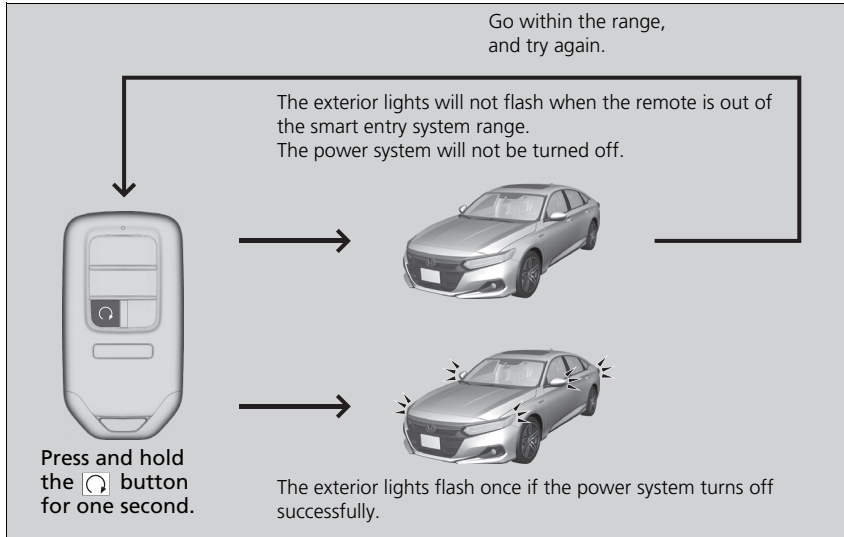 Go within the range,
and try again.
The exterior lights will not flash when the remote is out of
the smart entry system range.
The power system will not be turned off.
Press and hold
the button
for one second.
The exterior lights flash once if the power system turns off
successfully.